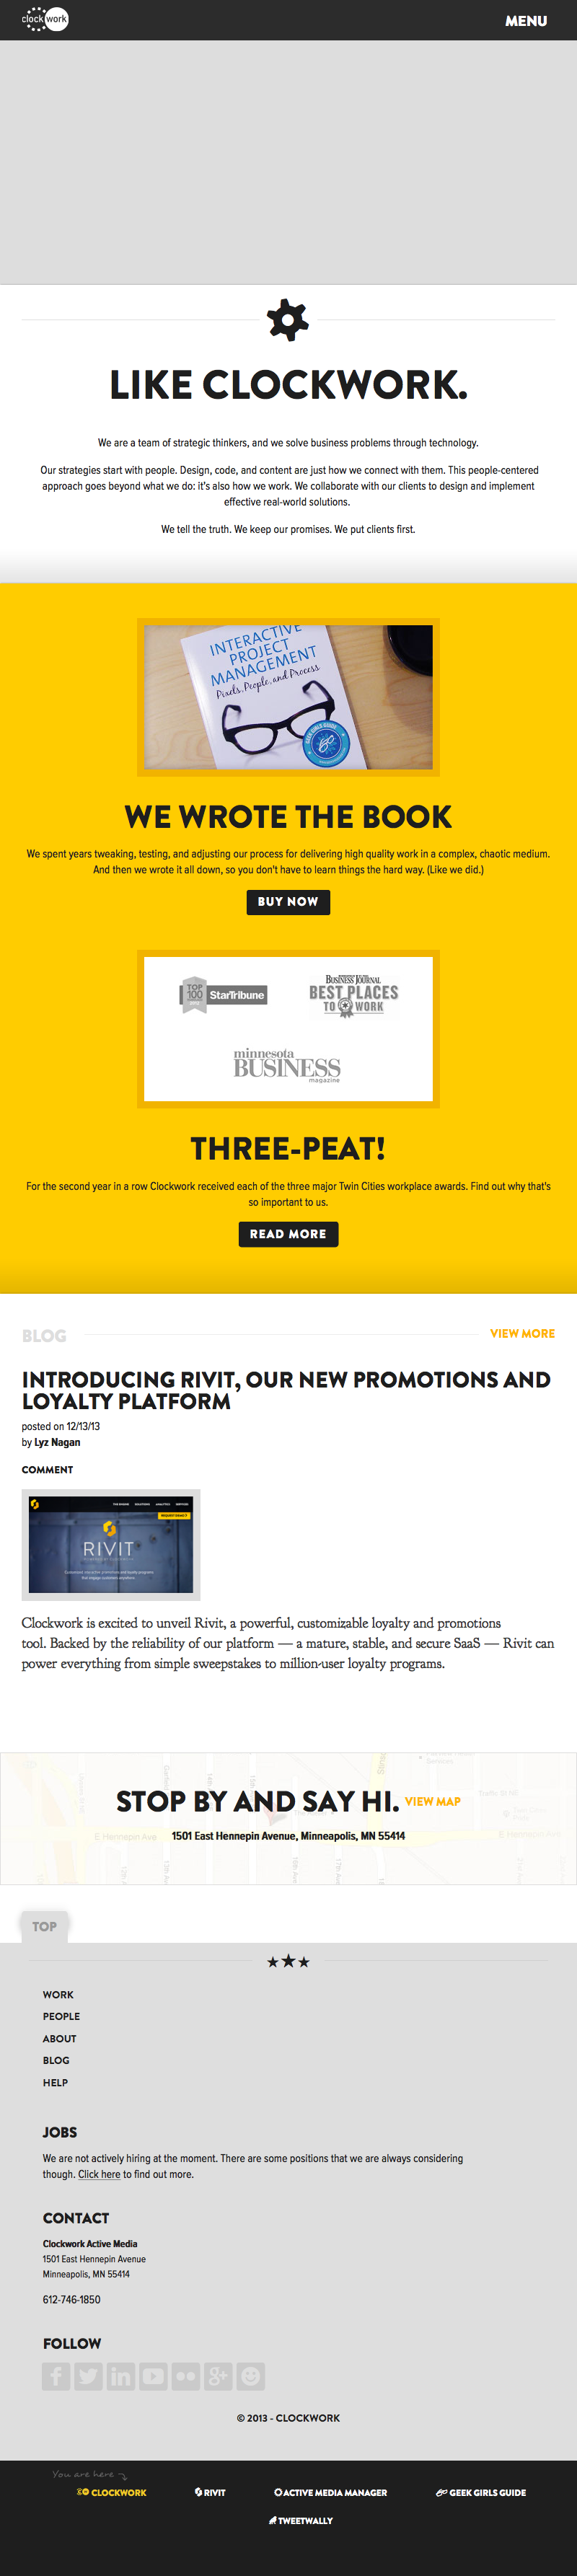 clock work
MENU
LIKE CLOCKWORK.
We are a team of strategic thinkers, and we solve business problems through technology.
Our strategies start with people. Design, code, and content are just how we connect with them. This people-centered
approach goes beyond what we do: it's also how we work. We collaborate with our clients to design and implement
effective real-world solutions.
We tell the truth. We keep our promises. We put clients first.
INTERACTIVE
PROJECT
MANAGEMENT
Pixels, People, and Process
GEEK GIRLS GUIDE
WE WROTE THE BOOK
We spent years tweaking, testing, and adjusting our process for delivering high quality work in a complex, chaotic medium.
And then we wrote it all down, so you don't have to learn things the hard way. (Like we did.)
BUY NOW
TOP
100
StarTribune
BUSINESS JOURNAL
BEST PLACES
TO WORK
minnesota
BUSINESS
magazine
THREE-PEAT!
For the second year in a row Clockwork received each of the three major Twin Cities workplace awards. Find out why that's
so important to us.
READ MORE
BLOG
VIEW MORE
INTRODUCING RIVIT, OUR NEW PROMOTIONS AND
LOYALTY PLATFORM
posted on 12/13/13
by Lyz Nagan
COMMENT
RIVIT
Clockwork is excited to unveil Rivit, a powerful, customizable loyalty and promotions
tool. Backed by the reliability of our platform — a mature, stable, and secure SaaS — Rivit can
power everything from simple sweepstakes to million-user loyalty programs.
STOP BY AND SAY HI. VIEW MAP
1501 East Hennepin Avenue, Minneapolis, MN 55414
E Hennepin Ave
E Hennepin Ave
Traffic St NE
TOP
WORK
PEOPLE
ABOUT
BLOG
HELP
JOBS
We are not actively hiring at the moment. There are some positions that we are always considering
though. Click here to find out more.
CONTACT
Clockwork Active Media
1501 East Hennepin Avenue
Minneapolis, MN 55414
612-746-1850
FOLLOW
© 2013 - CLOCKWORK
You are here
CLOCKWORK
RIVIT
ACTIVE MEDIA MANAGER
GEEK GIRLS GUIDE
TWEETWALLY